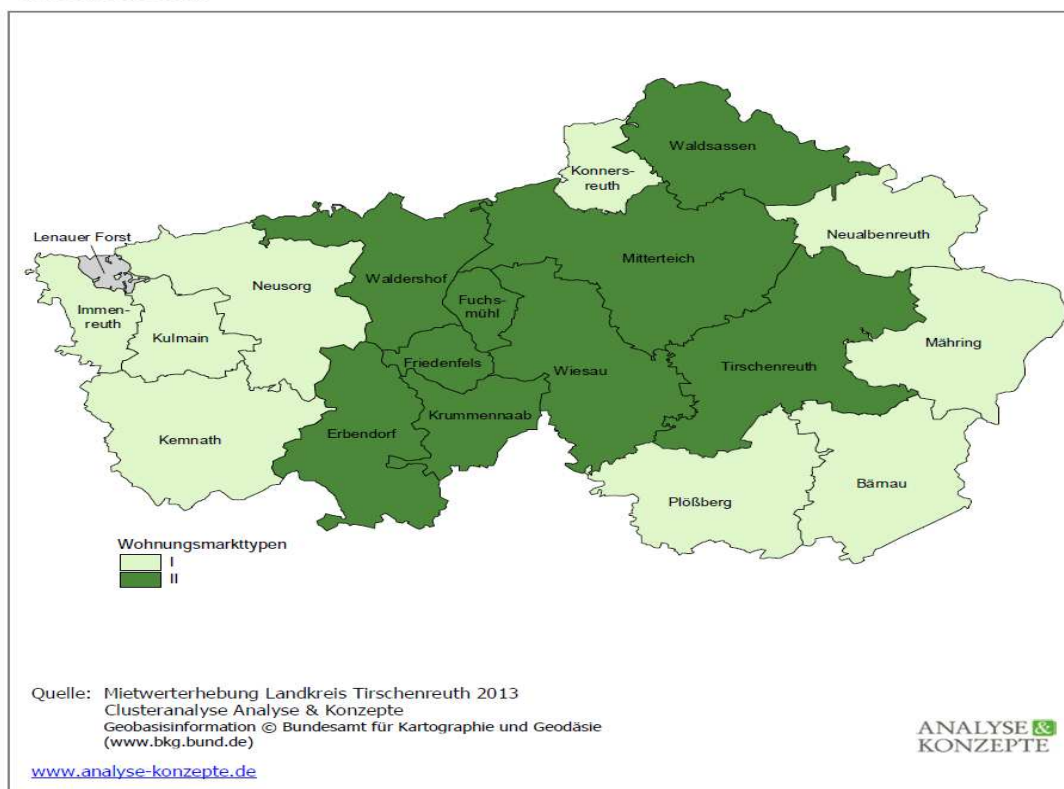 Waldsassen
Konners-
reuth
Lenauer Forst
Neualbenreuth
Mitterteich
Waldershof
Neusorg
Fuchs-
mühl
Immen-
reuth
Kulmain
Mähring
Friedenfels
Wiesau
Tirschenreuth
Krummennaab
Erbendorf
Kemnath
Bärnau
Plößberg
Wohnungsmarkttypen
I
II
Quelle: Mietwerterhebung Landkreis Tirschenreuth 2013
Clusteranalyse Analyse & Konzepte
Geobasisinformation © Bundesamt für Kartographie und Geodäsie
(www.bkg.bund.de)
ANALYSE &
KONZEPTE
www.analyse-konzepte.de